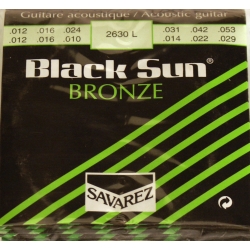 Guitare acoustique / Acoustic guitar
.012 .016 .024 2630 L .031 .042 .053
.012 .016 .010 .014 .022 .029
Black Sun®
BRONZE
SAVAREZ